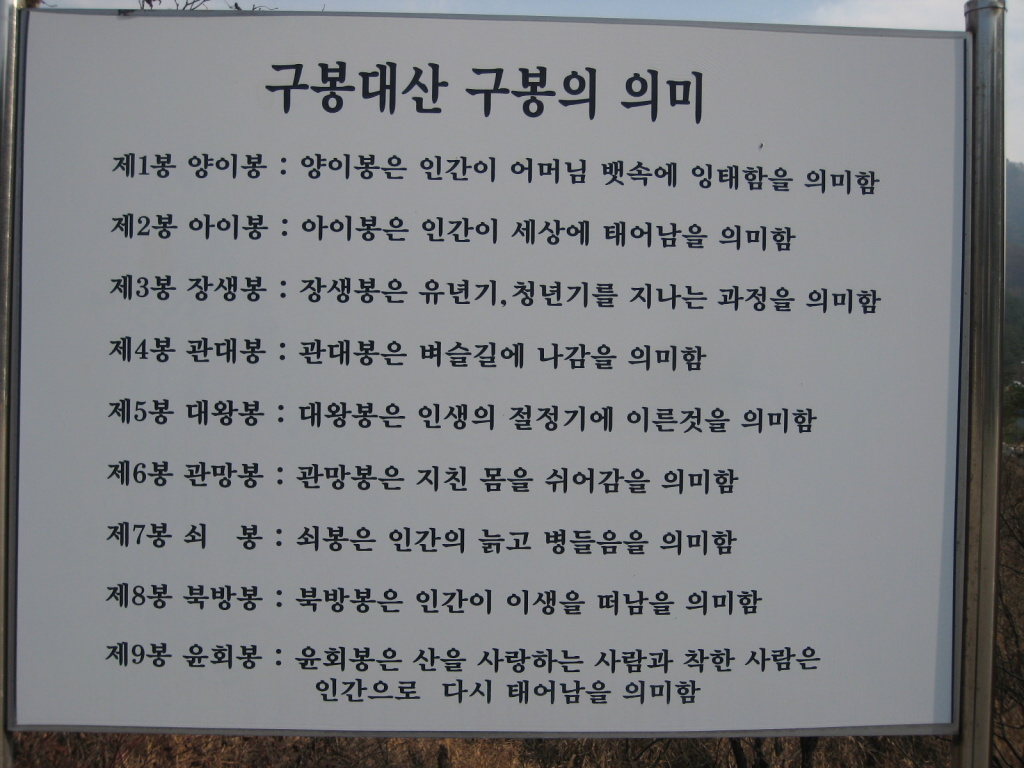 구봉대산 구봉의 의미
제1봉 양이봉 : 양이봉은 인간이 어머님 뱃속에 잉태함을 의미함
제2봉 아이봉 : 아이봉은 인간이 세상에 태어남을 의미함
제3봉 장생봉 : 장생봉은 유년기,청년기를 지나는 과정을 의미함
제4봉 관대봉 : 관대봉은 벼슬길에 나감을 의미함
제5봉 대왕봉 : 대왕봉은 인생의 절정기에 이른것을 의미함
제6봉 관망봉 : 관망봉은 지친 몸을 쉬어감을 의미함
제7봉 쇠 봉 : 쇠봉은 인간의 늙고 병들음을 의미함
제8봉 북방봉 : 북방봉은 인간이 이생을 떠남을 의미함
제9봉 윤회봉 : 윤회봉은 산을 사랑하는 사람과 착한 사람은
인간으로 다시 태어남을 의미함